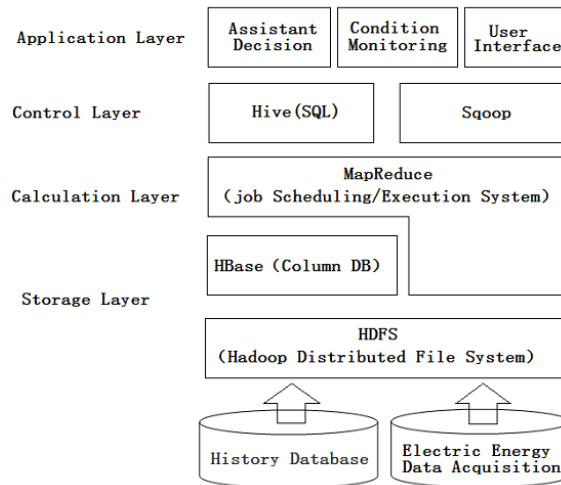 Application Layer
Assistant
Decision
Condition
Monitoring
User
Interface
Control Layer
Hive(SQL)
Sqoop
Calculation Layer
MapReduce
(job Scheduling/Execution System)
Storage Layer
HBase (Column DB)
HDFS
(Hadoop Distributed File System)
History Database
Electric Energy
Data Acquisition